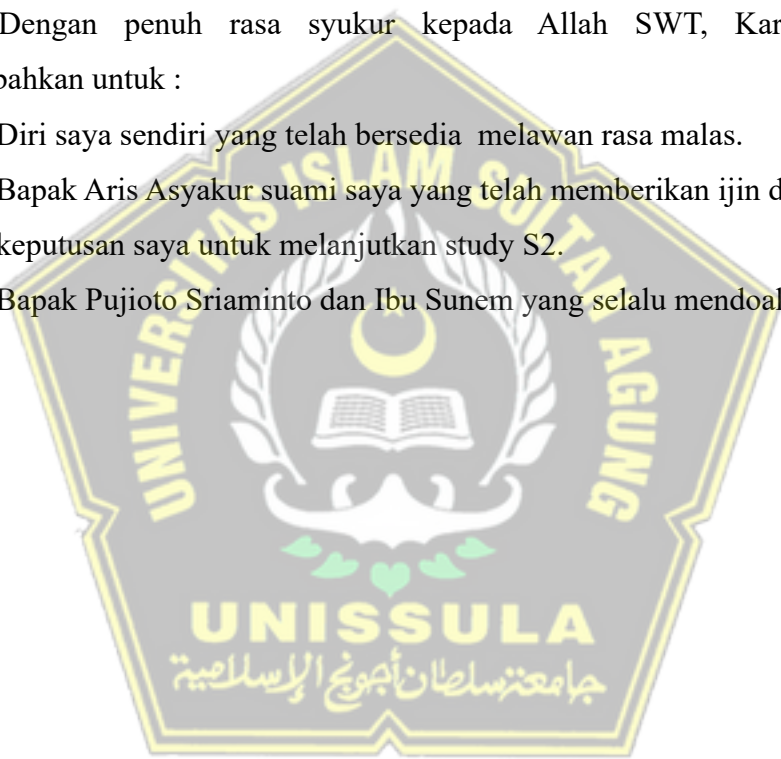 Dengan penuh rasa syukur kepada Allah SWT, Kar
bahkan untuk :
Diri saya sendiri yang telah bersedia melawan rasa malas.
Bapak Aris Asyakur suami saya yang telah memberikan ijin d
keputusan saya untuk melanjutkan study S2.
Bapak Pujioto Sriaminto dan Ibu Sunem yang selalu mendoa
UNIVERSITAS ISLAM SULTAN AGUNG
UNISSULA
جامعة سلطان أجونج الإسلامية